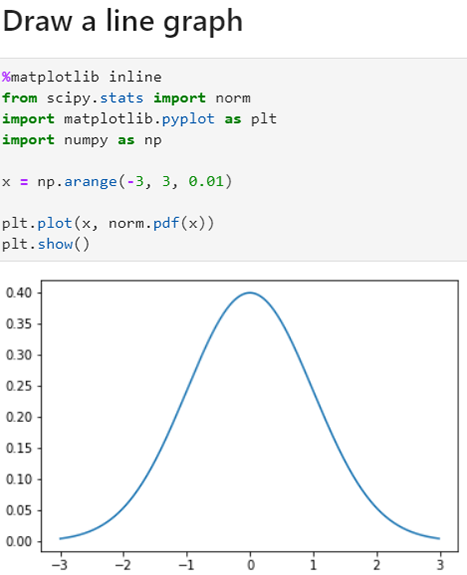 Draw a line graph
%matplotlib inline
from scipy.stats import norm
import matplotlib.pyplot as plt
import numpy as np
x = np.arange(-3, 3, 0.01)
plt.plot(x, norm.pdf(x))
plt.show()
0.40
0.35
0.30
0.25
0.20
0.15
0.10
0.05
0.00
−3 −2 −1 0 1 2 3